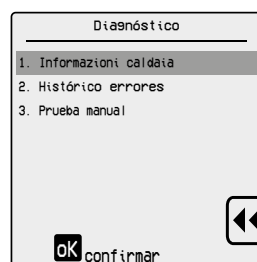 Diagnóstico
1. Informazioni caldaia
2. Histórico errores
3. Prueba manual
OK confirmar